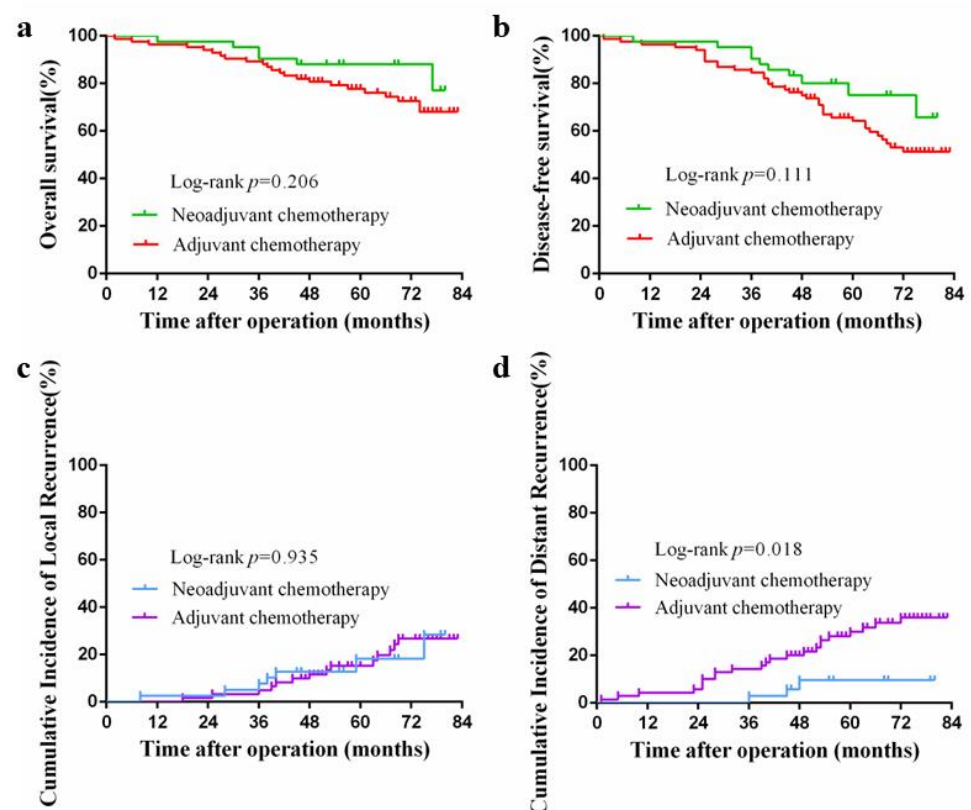 a
Overall survival(%)
100
80
60
40
20
0
Log-rank p=0.206
Neoadjuvant chemotherapy
Adjuvant chemotherapy
0 12 24 36 48 60 72 84
Time after operation (months)
b
Disease-free survival(%)
100
80
60
40
20
0
Log-rank p=0.111
Neoadjuvant chemotherapy
Adjuvant chemotherapy
0 12 24 36 48 60 72 84
Time after operation (months)
c
Cumulative Incidence of Local Recurrence(%)
100
80
60
40
20
0
Log-rank p=0.935
Neoadjuvant chemotherapy
Adjuvant chemotherapy
0 12 24 36 48 60 72 84
Time after operation (months)
d
Cumulative Incidence of Distant Recurrence(%)
100
80
60
40
20
0
Log-rank p=0.018
Neoadjuvant chemotherapy
Adjuvant chemotherapy
0 12 24 36 48 60 72 84
Time after operation (months)